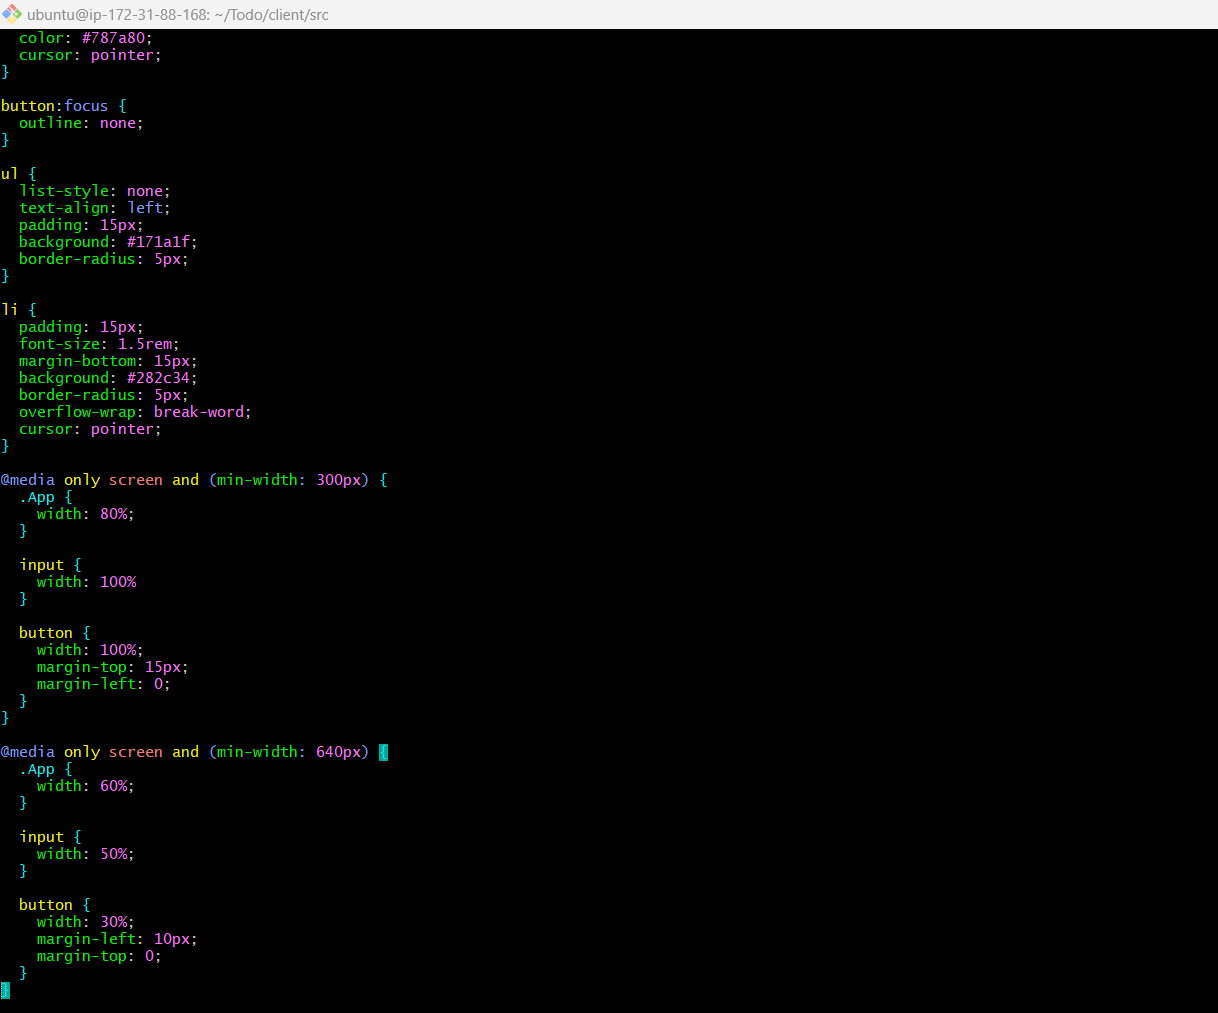 ubuntu@ip-172-31-88-168: ~/Todo/client/src
  color: #787a80;
  cursor: pointer;
}

button:focus {
  outline: none;
}

ul {
  list-style: none;
  text-align: left;
  padding: 15px;
  background: #171a1f;
  border-radius: 5px;
}

li {
  padding: 15px;
  font-size: 1.5rem;
  margin-bottom: 15px;
  background: #282c34;
  border-radius: 5px;
  overflow-wrap: break-word;
  cursor: pointer;
}

@media only screen and (min-width: 300px) {
  .App {
    width: 80%;
  }

  input {
    width: 100%
  }

  button {
    width: 100%;
    margin-top: 15px;
    margin-left: 0;
  }
}

@media only screen and (min-width: 640px) {
  .App {
    width: 60%;
  }

  input {
    width: 50%;
  }

  button {
    width: 30%;
    margin-left: 10px;
    margin-top: 0;
  }
}